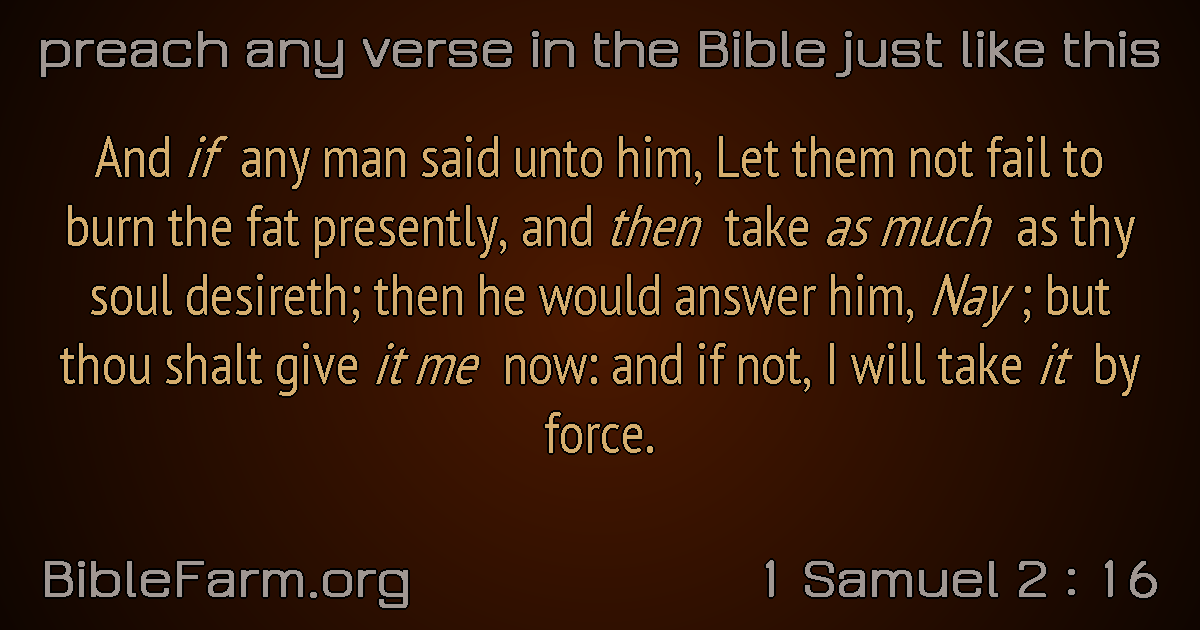 preach any verse in the Bible just like this
And if any man said unto him, Let them not fail to
burn the fat presently, and then take as much as thy
soul desireth; then he would answer him, Nay ; but
thou shalt give it me now: and if not, I will take it by
force.
BibleFarm.org
1 Samuel 2 : 16